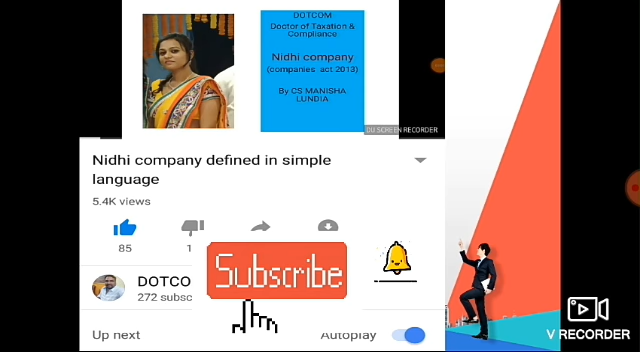 DOTCOM
Doctor of Taxation &
Compliance
Nidhi company
(companies act 2013)
By CS MANISHA
LUNDIA
DU SCREEN RECORDER
Nidhi company defined in simple
language
5.4K views
85
1
Subscribe
DOTCO
272 subsc
Up next
Autoplay
V RECORDER